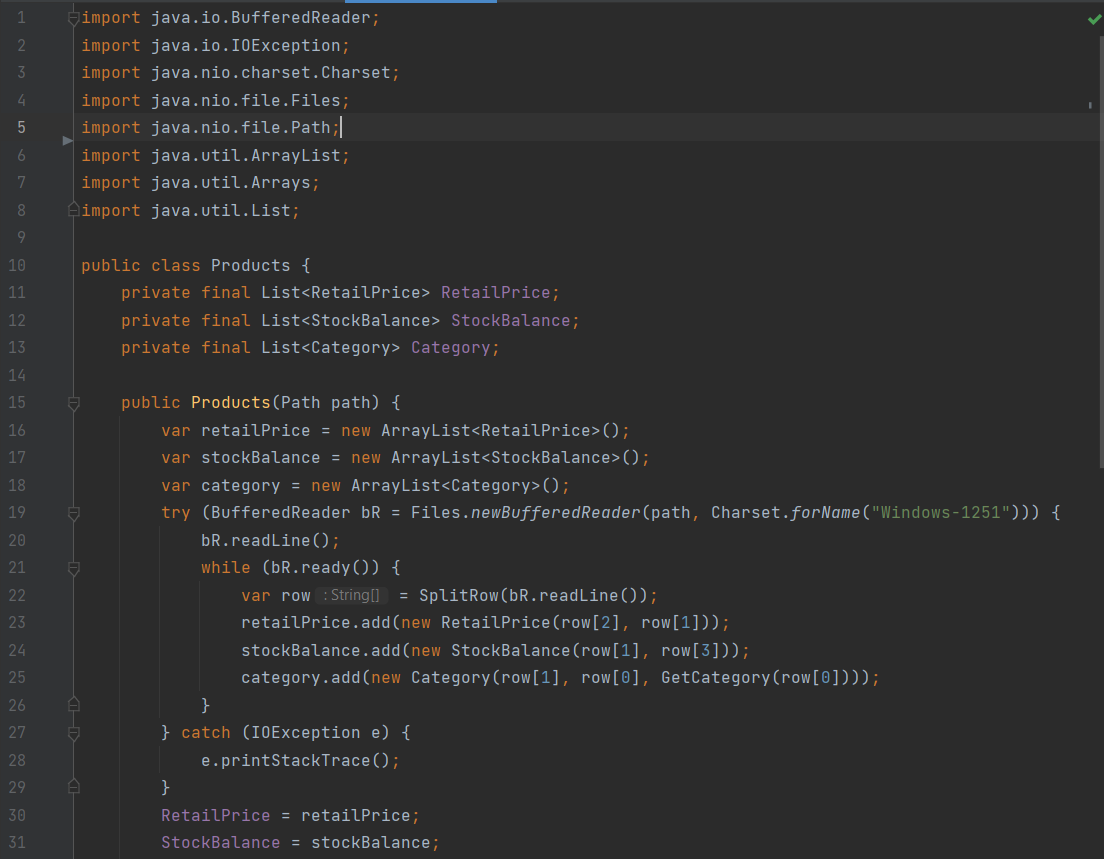 1 import java.io.BufferedReader;
2 import java.io.IOException;
3 import java.nio.charset.Charset;
4 import java.nio.file.Files;
5 import java.nio.file.Path;
6 import java.util.ArrayList;
7 import java.util.Arrays;
8 import java.util.List;
9
10 public class Products {
11     private final List<RetailPrice> RetailPrice;
12     private final List<StockBalance> StockBalance;
13     private final List<Category> Category;
14
15     public Products(Path path) {
16         var retailPrice = new ArrayList<RetailPrice>();
17         var stockBalance = new ArrayList<StockBalance>();
18         var category = new ArrayList<Category>();
19         try (BufferedReader bR = Files.newBufferedReader(path, Charset.forName("Windows-1251"))) {
20             bR.readLine();
21             while (bR.ready()) {
22                 var row : String[] = SplitRow(bR.readLine());
23                 retailPrice.add(new RetailPrice(row[2], row[1]));
24                 stockBalance.add(new StockBalance(row[1], row[3]));
25                 category.add(new Category(row[1], row[0], GetCategory(row[0])));
26             }
27         } catch (IOException e) {
28             e.printStackTrace();
29         }
30         RetailPrice = retailPrice;
31         StockBalance = stockBalance;